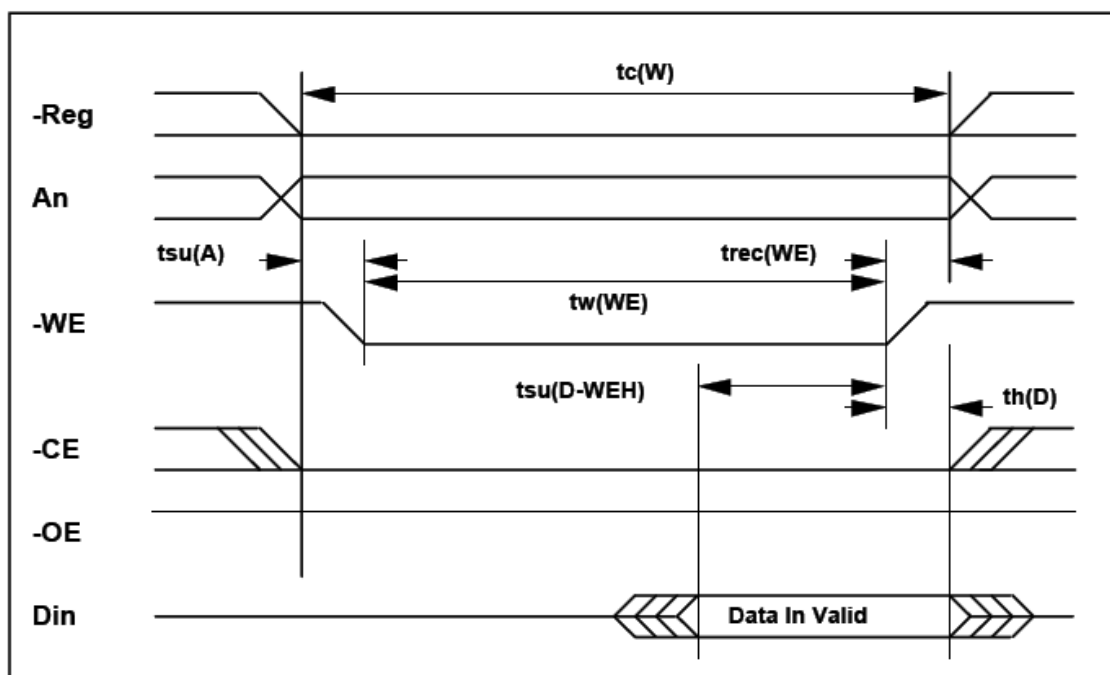 tc(W)
-Reg
An
tsu(A)
trec(WE)
tw(WE)
-WE
tsu(D-WEH)
th(D)
-CE
-OE
Din
Data In Valid